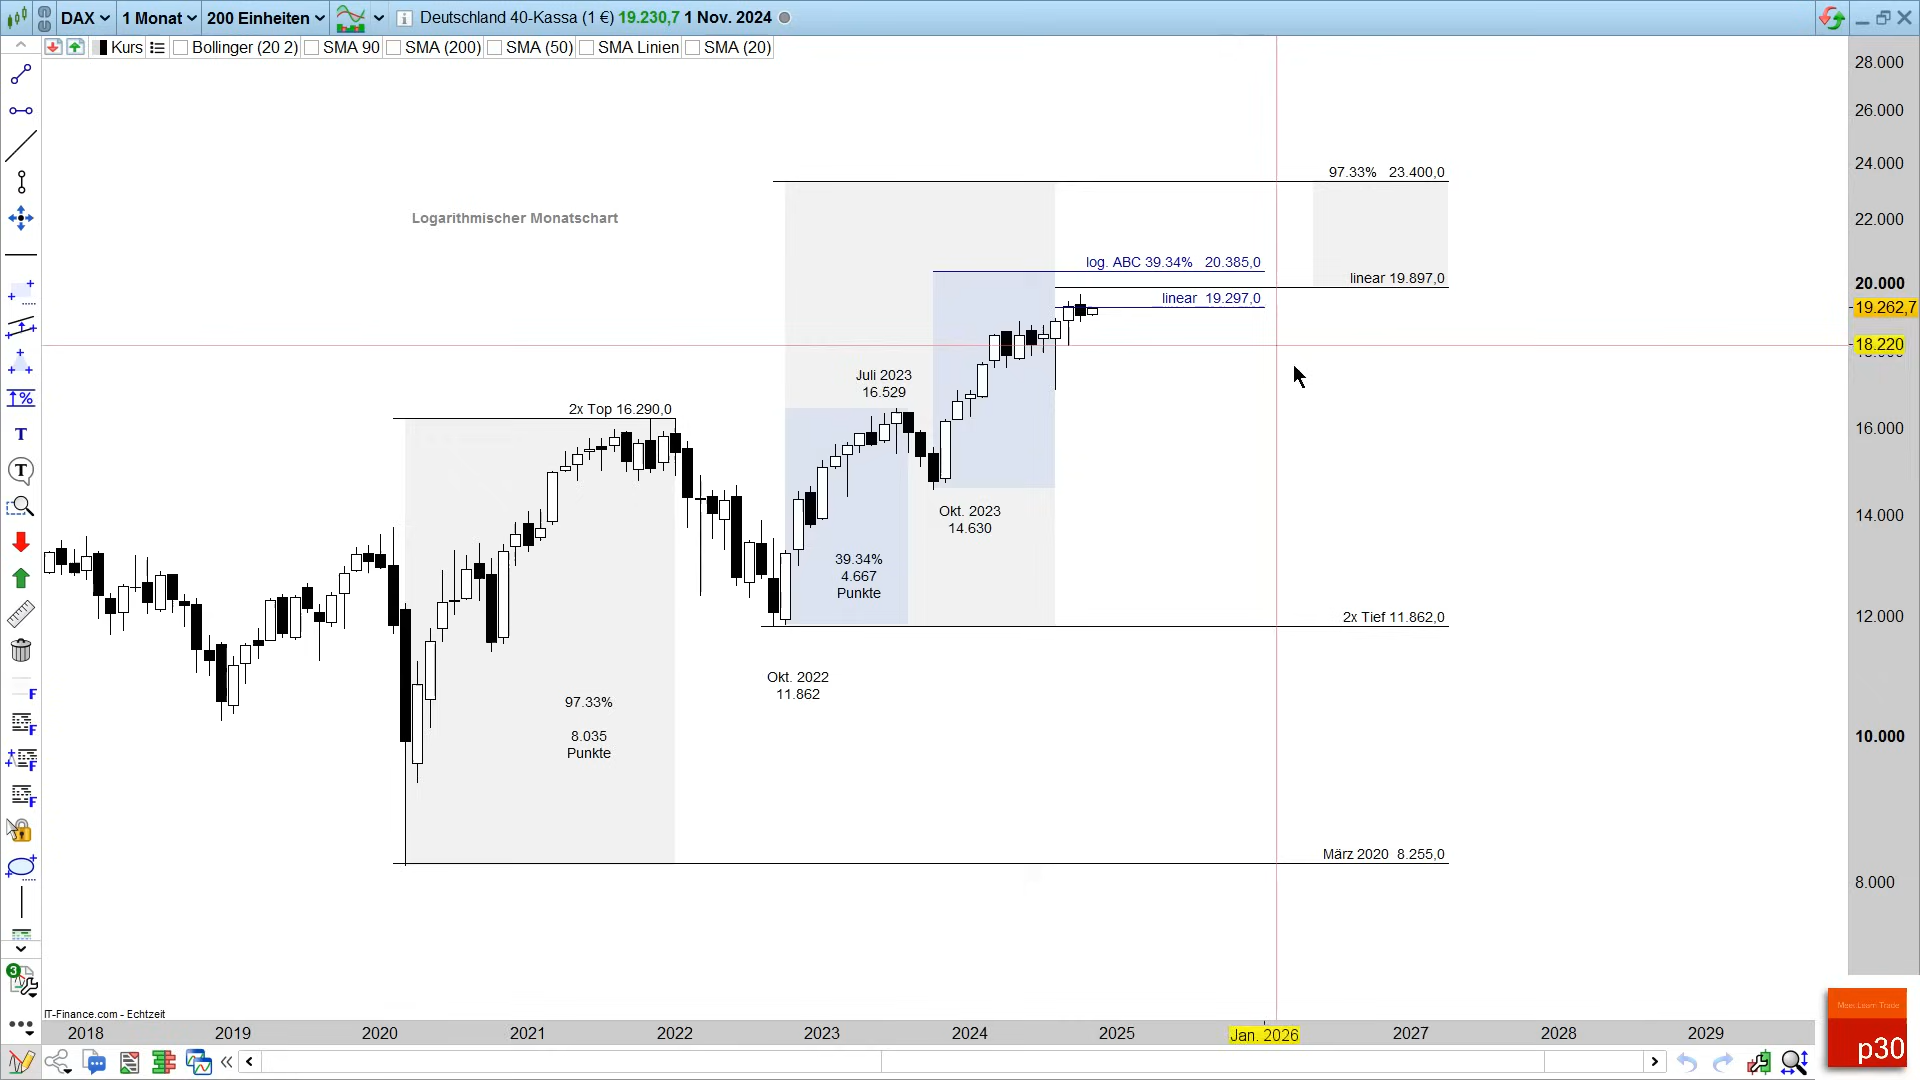 DAX 1 Monat 200 Einheiten Deutschland 40-Kassa (1 €) 19.230,7 1 Nov. 2024
Kurs Bollinger (20 2) SMA 90 SMA (200) SMA (50) SMA Linien SMA (20)
28.000
26.000
24.000
22.000
20.000
19.262,7
18.220
16.000
14.000
12.000
10.000
8.000
Logarithmischer Monatschart
97.33% 23.400,0
log. ABC 39.34% 20.385,0
linear 19.897,0
linear 19.297,0
Juli 2023
16.529
2x Top 16.290,0
Okt. 2023
14.630
39.34%
4.667
Punkte
2x Tief 11.862,0
Okt. 2022
11.862
97.33%
8.035
Punkte
März 2020 8.255,0
T
T
%
F
F
F
F
3
IT-Finance.com - Echtzeit
2018 2019 2020 2021 2022 2023 2024 2025 Jan. 2026 2027 2028 2029
p30